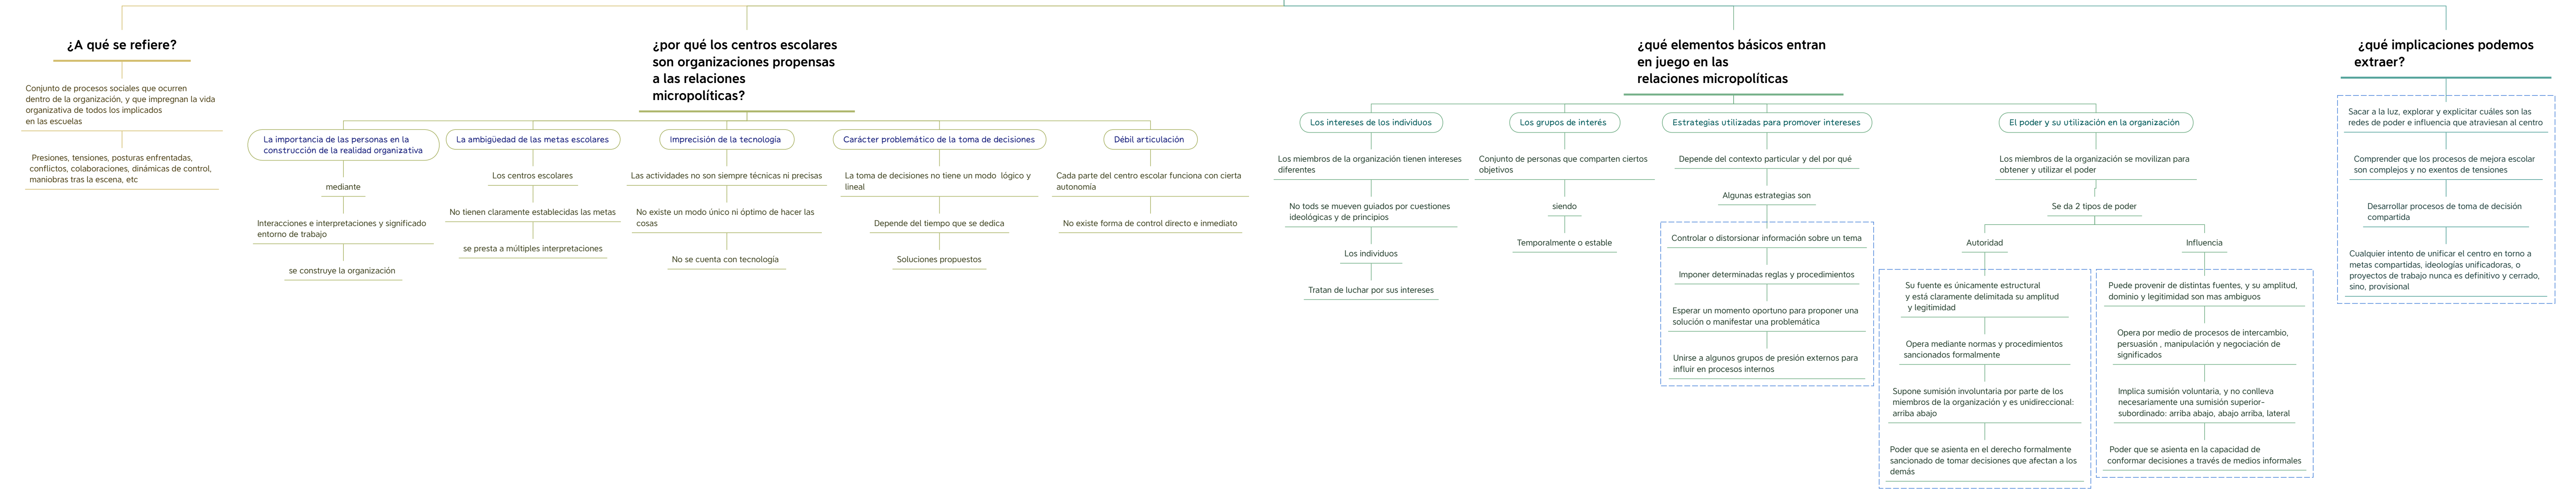 ¿A qué se refiere?
Conjunto de procesos sociales que ocurren
dentro de la organización, y que impregnan la vida
organizativa de todos los implicados
en las escuelas
Presiones, tensiones, posturas enfrentadas,
conflictos, colaboraciones, dinámicas de control,
maniobras tras la escena, etc
¿por qué los centros escolares
son organizaciones propensas
a las relaciones
micropolíticas?
La importancia de las personas en la
construcción de la realidad organizativa
mediante
Interacciones e interpretaciones y significado
entorno de trabajo
se construye la organización
La ambigüedad de las metas escolares
Los centros escolares
No tienen claramente establecidas las metas
se presta a múltiples interpretaciones
Imprecisión de la tecnología
Las actividades no son siempre técnicas ni precisas
No existe un modo único ni óptimo de hacer las
cosas
No se cuenta con tecnología
Carácter problemático de la toma de decisiones
La toma de decisiones no tiene un modo lógico y
lineal
Depende del tiempo que se dedica
Soluciones propuestos
Débil articulación
Cada parte del centro escolar funciona con cierta
autonomía
No existe forma de control directo e inmediato
¿qué elementos básicos entran
en juego en las
relaciones micropolíticas
Los intereses de los individuos
Los miembros de la organización tienen intereses
diferentes
No tods se mueven guiados por cuestiones
ideológicas y de principios
Los individuos
Tratan de luchar por sus intereses
Los grupos de interés
Conjunto de personas que comparten ciertos
objetivos
siendo
Temporalmente o estable
Estrategias utilizadas para promover intereses
Depende del contexto particular y del por qué
Algunas estrategias son
Controlar o distorsionar información sobre un tema
Imponer determinadas reglas y procedimientos
Esperar un momento oportuno para proponer una
solución o manifestar una problemática
Unirse a algunos grupos de presión externos para
influir en procesos internos
El poder y su utilización en la organización
Los miembros de la organización se movilizan para
obtener y utilizar el poder
Se da 2 tipos de poder
Autoridad
Su fuente es únicamente estructural
y está claramente delimitada su amplitud
y legitimidad
Opera mediante normas y procedimientos
sancionados formalmente
Supone sumisión involuntaria por parte de los
miembros de la organización y es unidireccional:
arriba abajo
Poder que se asienta en el derecho formalmente
sancionado de tomar decisiones que afectan a los
demás
Influencia
Puede provenir de distintas fuentes, y su amplitud,
dominio y legitimidad son mas ambiguos
Opera por medio de procesos de intercambio,
persuasión , manipulación y negociación de
significados
Implica sumisión voluntaria, y no conlleva
necesariamente una sumisión superior-
subordinado: arriba abajo, abajo arriba, lateral
Poder que se asienta en la capacidad de
conformar decisiones a través de medios informales
¿qué implicaciones podemos
extraer?
Sacar a la luz, explorar y explicitar cuáles son las
redes de poder e influencia que atraviesan al centro
Comprender que los procesos de mejora escolar
son complejos y no exentos de tensiones
Desarrollar procesos de toma de decisión
compartida
Cualquier intento de unificar el centro en torno a
metas compartidas, ideologías unificadoras, o
proyectos de trabajo nunca es definitivo y cerrado,
sino, provisional